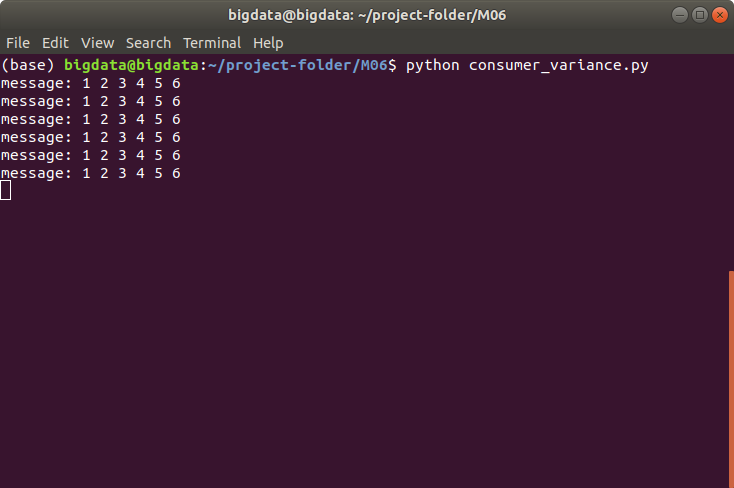 bigdata@bigdata: ~/project-folder/M06
File Edit View Search Terminal Help
(base) bigdata@bigdata:~/project-folder/M06$ python consumer_variance.py
message: 1 2 3 4 5 6
message: 1 2 3 4 5 6
message: 1 2 3 4 5 6
message: 1 2 3 4 5 6
message: 1 2 3 4 5 6
message: 1 2 3 4 5 6